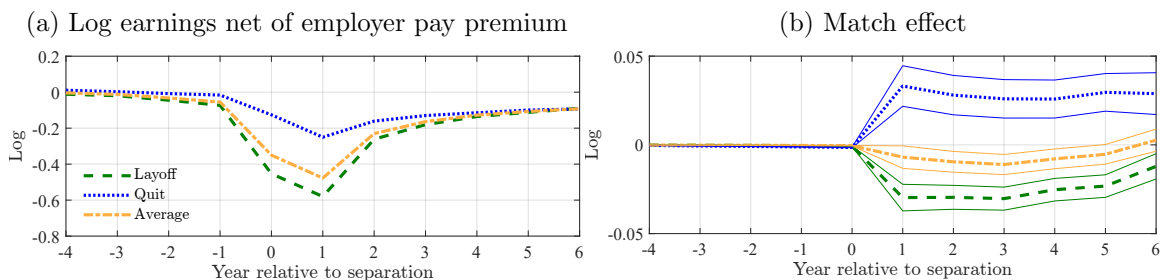 (a) Log earnings net of employer pay premium
0.2
0
-0.2
-0.4
-0.6
-0.8
Log
Layoff
Quit
Average
-4 -3 -2 -1 0 1 2 3 4 5 6
Year relative to separation
(b) Match effect
0.05
0
-0.05
Log
-4 -3 -2 -1 0 1 2 3 4 5 6
Year relative to separation